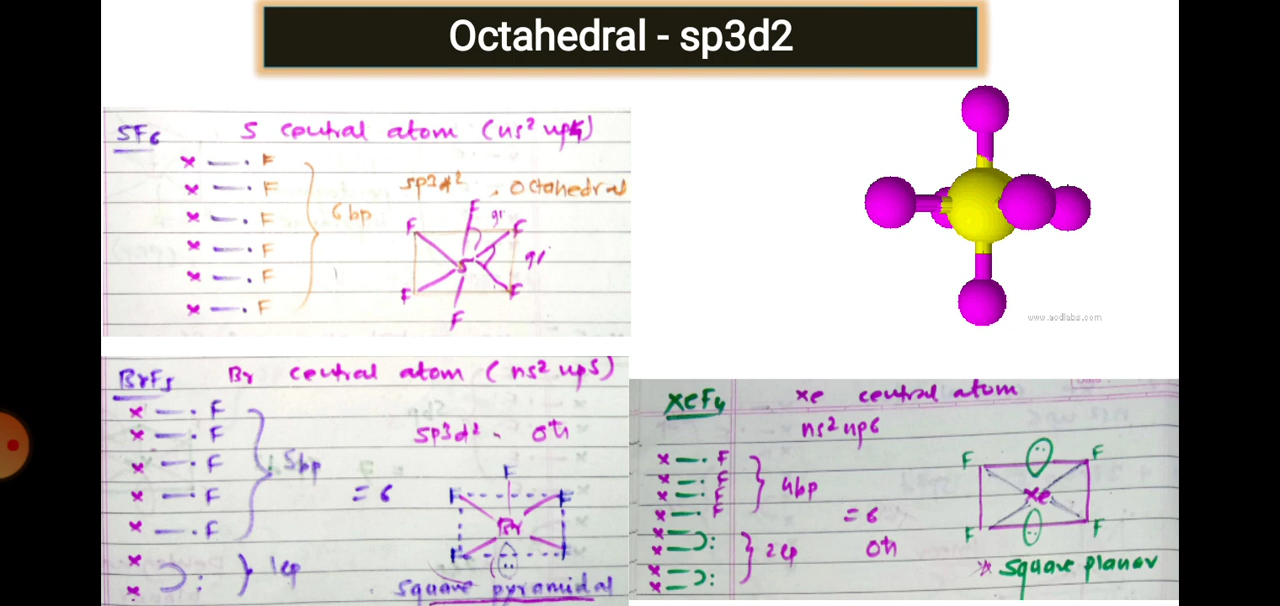 Octahedral - sp3d2
SF6 S central atom (ns² np4)
x — . F
x — . F
x — . F
x — . F
x — . F
x — . F
6bp
sp3d² , Octahedral
F
F F
S
F F
F
www.aodlabs.com
BrF5 Br central atom (ns² np5)
x — . F
x — . F
x — . F
x — . F
x — . F
x
x
5bp
= 6
1lp
sp3d² - Oh
F
F F
Br
F F
square pyramidal
XeF4 xe central atom
ns² np6
x — . F
x — . F
x — . F
x — . F
x
x
x
x
4bp
= 6
2lp Oh
F F
xe
F F
* square planar